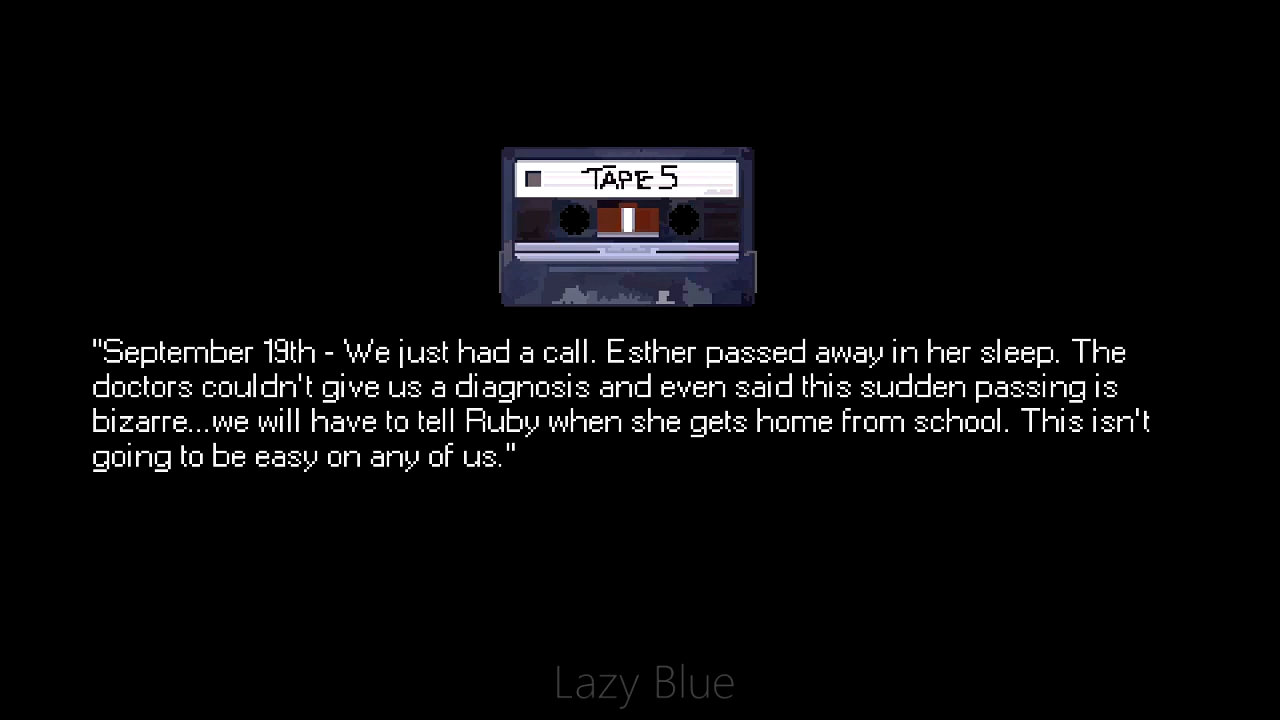 TAPE 5
"September 19th - We just had a call. Esther passed away in her sleep. The
doctors couldn't give us a diagnosis and even said this sudden passing is
bizarre...we will have to tell Ruby when she gets home from school. This isn't
going to be easy on any of us."
Lazy Blue